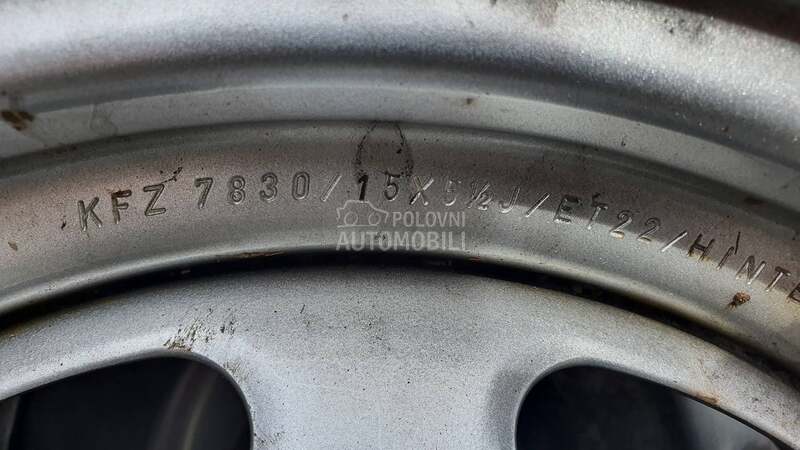 KFZ 7830/15X5½J/ET22/HINTE
POLOVNI
AUTOMOBILI